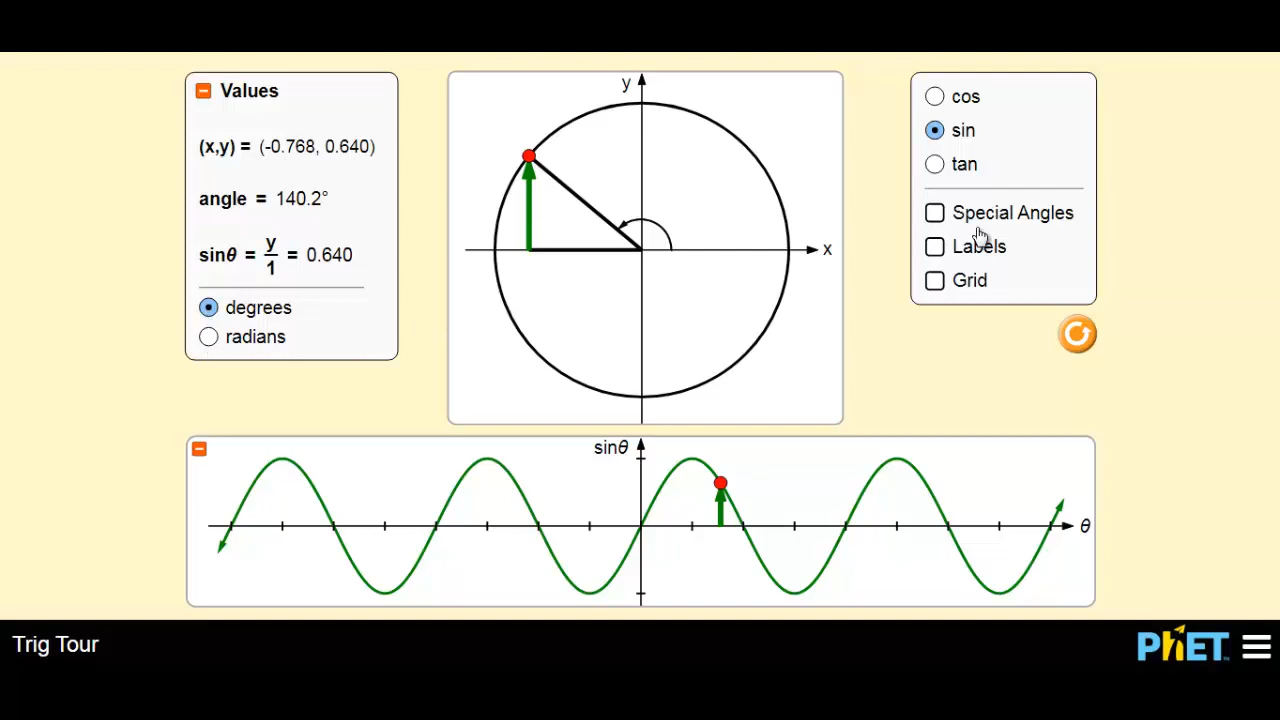 Values
(x,y) = (-0.768, 0.640)
angle = 140.2°
sinθ = y/1 = 0.640
degrees
radians
y
x
cos
sin
tan
Special Angles
Labels
Grid
sinθ
θ
Trig Tour
PhET